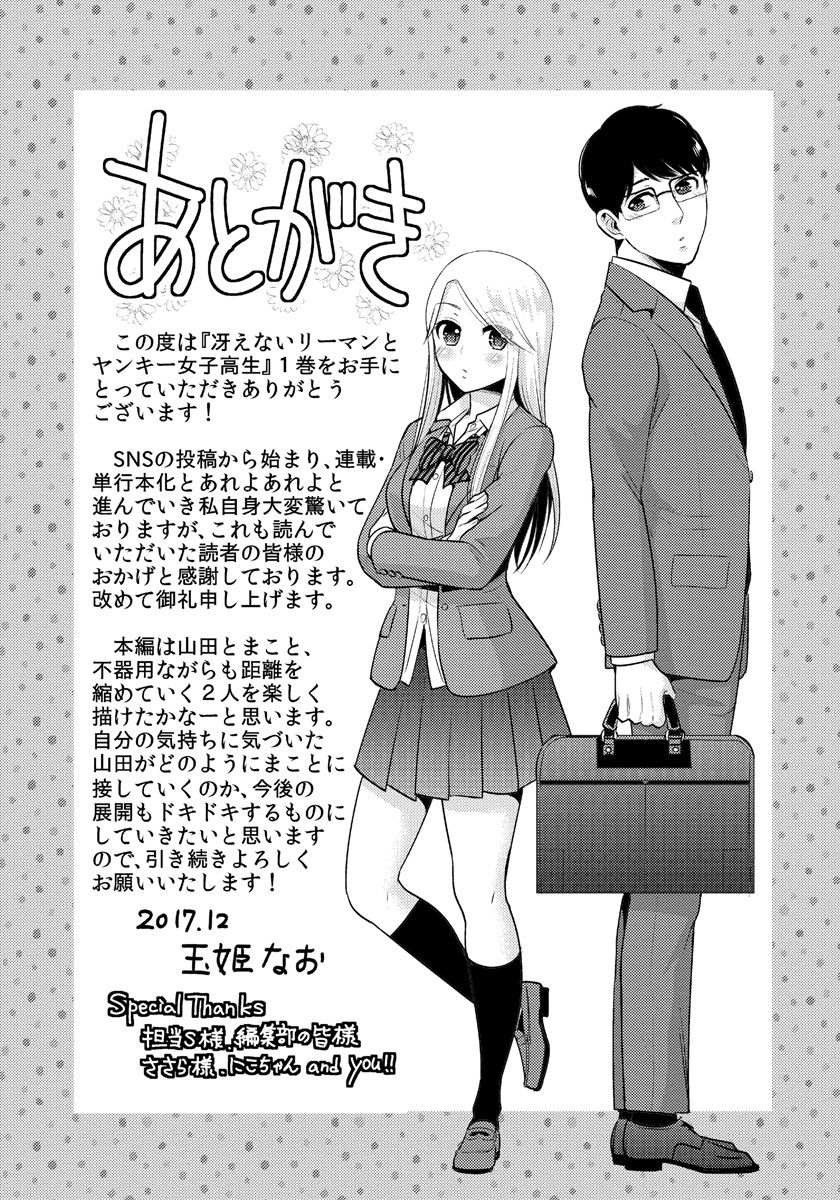 あとがき
この度は『冴えないリーマンと
ヤンキー女子高生』１巻をお手に
とっていただきありがとう
ございます！
SNSの投稿から始まり、連載・
単行本化とあれよあれよと
進んでいき私自身大変驚いて
おりますが、これも読んで
いただいた読者の皆様の
おかげと感謝しております。
改めて御礼申し上げます。
本編は山田とまこと、
不器用ながらも距離を
縮めていく２人を楽しく
描けたかなーと思います。
自分の気持ちに気づいた
山田がどのようにまことに
接していくのか、今後の
展開もドキドキするものに
していきたいと思います
ので、引き続きよろしく
お願いいたします！
2017.12
玉姫なお
Special Thanks
担当S様、編集部の皆様
ささら様、にこちゃん and you!!